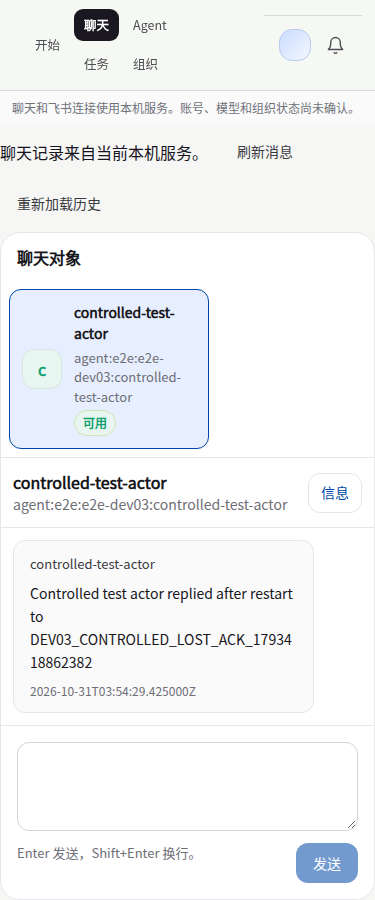 开始
聊天
Agent
任务
组织
聊天和飞书连接使用本机服务。账号、模型和组织状态尚未确认。
聊天记录来自当前本机服务。
刷新消息
重新加载历史
聊天对象
C
controlled-test-
actor
agent:e2e:e2e-
dev03:controlled-
test-actor
可用
controlled-test-actor
agent:e2e:e2e-dev03:controlled-test-actor
信息
controlled-test-actor
Controlled test actor replied after restart
to
DEV03_CONTROLLED_LOST_ACK_17934
18862382
2026-10-31T03:54:29.425000Z
Enter 发送，Shift+Enter 换行。
发送